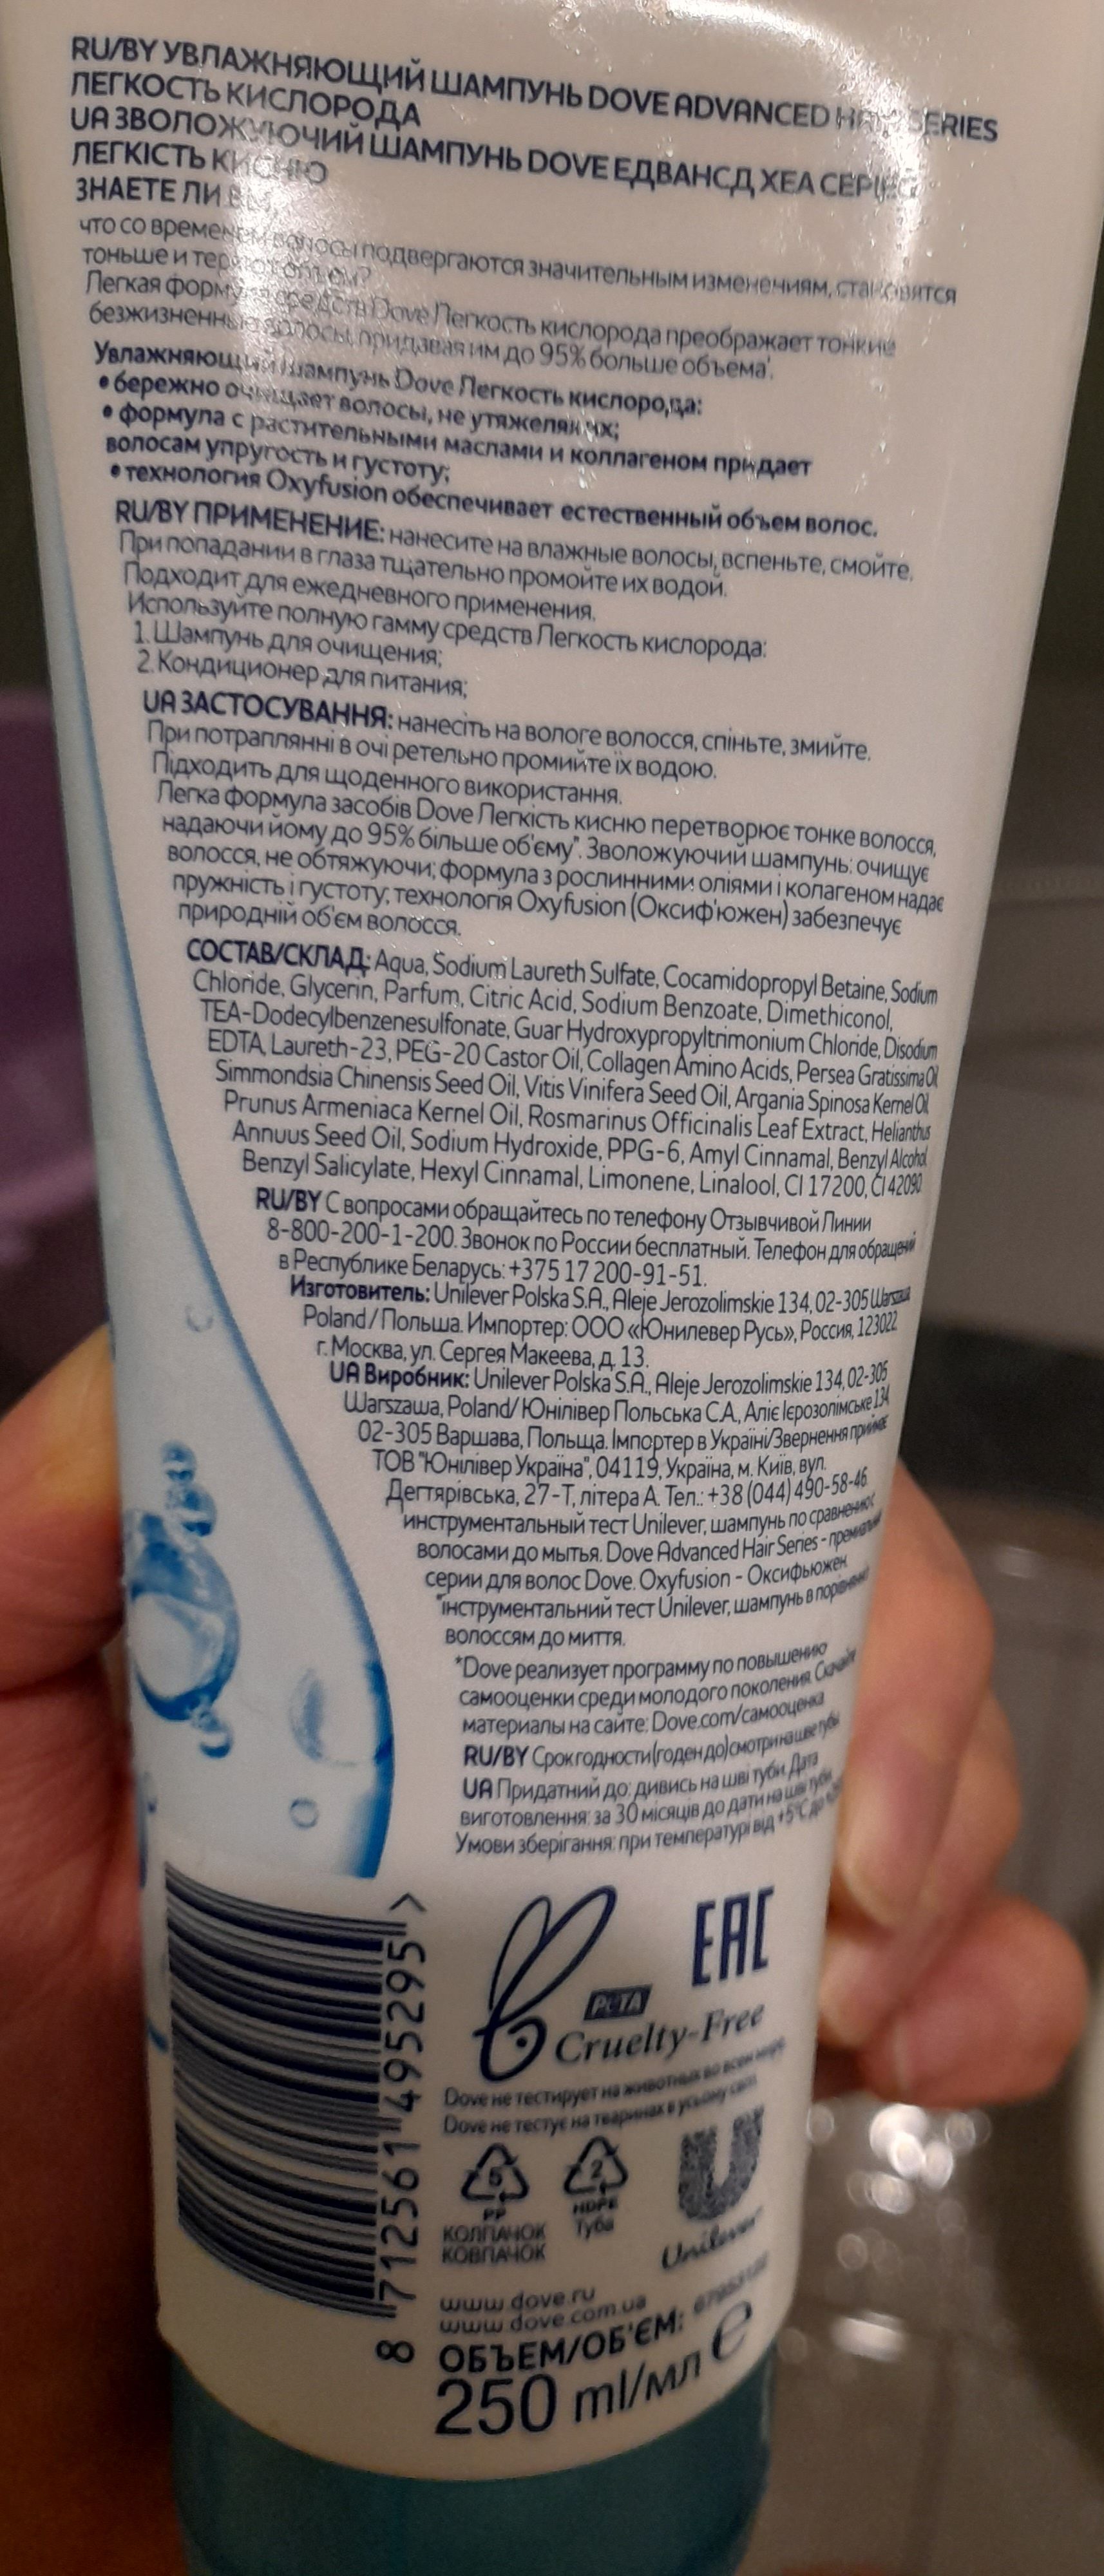 RU/BY УВЛАЖНЯЮЩИЙ ШАМПУНЬ DOVE ADVANCED HAIR SERIES
ЛЕГКОСТЬ КИСЛОРОДА
UA ЗВОЛОЖУЮЧИЙ ШАМПУНЬ DOVE ЕДВАНСД ХЕА СЕРІЕС
ЛЕГКІСТЬ КИСНЮ
ЗНАЕТЕ ЛИ ВЫ,
что со временем волосы подвергаются значительным изменениям, становятся
тоньше и теряют объем?
Легкая формула средств Dove Легкость кислорода преображает тонкие
безжизненные волосы, придавая им до 95% больше объема'.
Увлажняющий шампунь Dove Легкость кислорода:
• бережно очищает волосы, не утяжеляя их;
• формула с растительными маслами и коллагеном придает
волосам упругость и густоту;
• технология Oxyfusion обеспечивает естественный объем волос.
RU/BY ПРИМЕНЕНИЕ: нанесите на влажные волосы, вспеньте, смойте.
При попадании в глаза тщательно промойте их водой.
Подходит для ежедневного применения.
Используйте полную гамму средств Легкость кислорода:
1. Шампунь для очищения;
2. Кондиционер для питания;
UA ЗАСТОСУВАННЯ: нанесіть на вологе волосся, спіньте, змийте.
При потраплянні в очі ретельно промийте їх водою.
Підходить для щоденного використання.
Легка формула засобів Dove Легкість кисню перетворює тонке волосся,
надаючи йому до 95% більше об'єму". Зволожуючий шампунь: очищує
волосся, не обтяжуючи; формула з рослинними оліями і колагеном надає
пружність і густоту; технологія Oxyfusion (Оксиф'южен) забезпечує
природній об'єм волосся.
СОСТАВ/СКЛАД: Aqua, Sodium Laureth Sulfate, Cocamidopropyl Betaine, Sodium
Chloride, Glycerin, Parfum, Citric Acid, Sodium Benzoate, Dimethiconol,
TEA-Dodecylbenzenesulfonate, Guar Hydroxypropyltrimonium Chloride, Disodium
EDTA, Laureth-23, PEG-20 Castor Oil, Collagen Amino Acids, Persea Gratissima Oil,
Simmondsia Chinensis Seed Oil, Vitis Vinifera Seed Oil, Argania Spinosa Kernel Oil,
Prunus Armeniaca Kernel Oil, Rosmarinus Officinalis Leaf Extract, Helianthus
Annuus Seed Oil, Sodium Hydroxide, PPG-6, Amyl Cinnamal, Benzyl Alcohol,
Benzyl Salicylate, Hexyl Cinnamal, Limonene, Linalool, CI 17200, CI 42090.
RU/BY С вопросами обращайтесь по телефону Отзывчивой Линии
8-800-200-1-200. Звонок по России бесплатный. Телефон для обращений
в Республике Беларусь: +375 17 200-91-51.
Изготовитель: Unilever Polska S.A., Aleje Jerozolimskie 134, 02-305 Warszawa
Poland / Польша. Импортер: ООО «Юнилевер Русь», Россия, 123022,
г. Москва, ул. Сергея Макеева, д. 13.
UA Виробник: Unilever Polska S.A., Aleje Jerozolimskie 134, 02-305
Warszawa, Poland/ Юнілівер Польська С.А., Аліє Ієрозолімське 134
02-305 Варшава, Польща. Імпортер в Україні/Звернення приймає
ТОВ "Юнілівер Україна", 04119, Україна, м. Київ, вул.
Дегтярівська, 27-Т, літера А. Тел.: +38 (044) 490-58-46
'инструментальный тест Unilever, шампунь по сравнению с
волосами до мытья. Dove Advanced Hair Series - премиальные
серии для волос Dove. Oxyfusion - Оксифьюжен.
"інструментальний тест Unilever, шампунь в порівнянні
волоссям до миття.
*Dove реализует программу по повышению
самооценки среди молодого поколения. Скачайте
материалы на сайте: Dove.com/самооценка
RU/BY Срок годности (годен до) смотри на шве тубы
UA Придатний до: дивись на шві туби. Дата
виготовлення: за 30 місяців до дати на шві туби.
Умови зберігання: при температурі від +5°С до
EAC
PETA
Cruelty-Free
Dove не тестирует на животных во всем мире
Dove не тестує на тваринах в усьому світі
5
PP
КОЛПАЧОК
КОВПАЧОК
2
HDPE
Туба
Unilever
www.dove.ru
www.dove.com.ua
ОБЪЕМ/ОБ'ЄМ:
250 ml/мл e
8 712561 495295 >